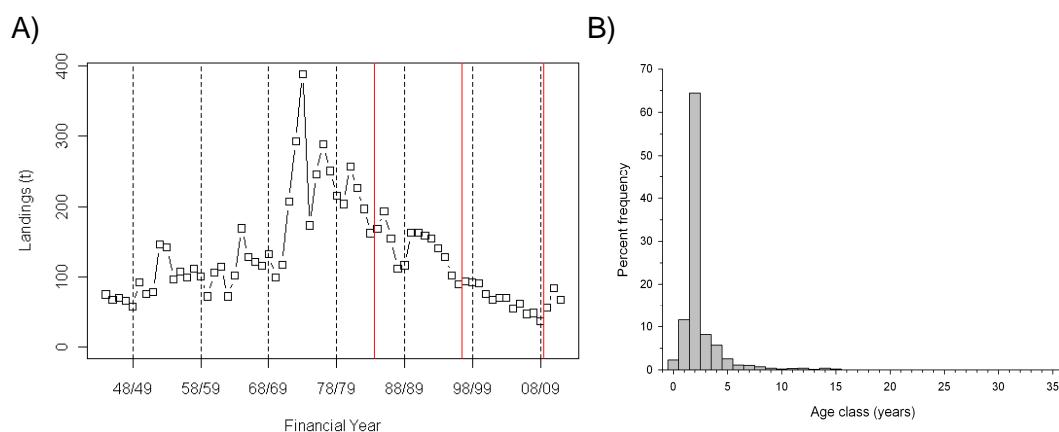 A)
Landings (t)
400
300
200
100
0
48/49 58/59 68/69 78/79 88/89 98/99 08/09
Financial Year
B)
Percent frequency
70
60
50
40
30
20
10
0
0 5 10 15 20 25 30 35
Age class (years)